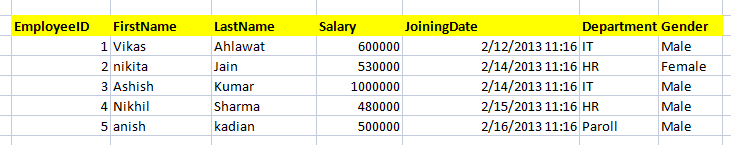 EmployeeID FirstName LastName Salary JoiningDate Department Gender
1 Vikas Ahlawat 600000 2/12/2013 11:16 IT Male
2 nikita Jain 530000 2/14/2013 11:16 HR Female
3 Ashish Kumar 1000000 2/14/2013 11:16 IT Male
4 Nikhil Sharma 480000 2/15/2013 11:16 HR Male
5 anish kadian 500000 2/16/2013 11:16 Paroll Male